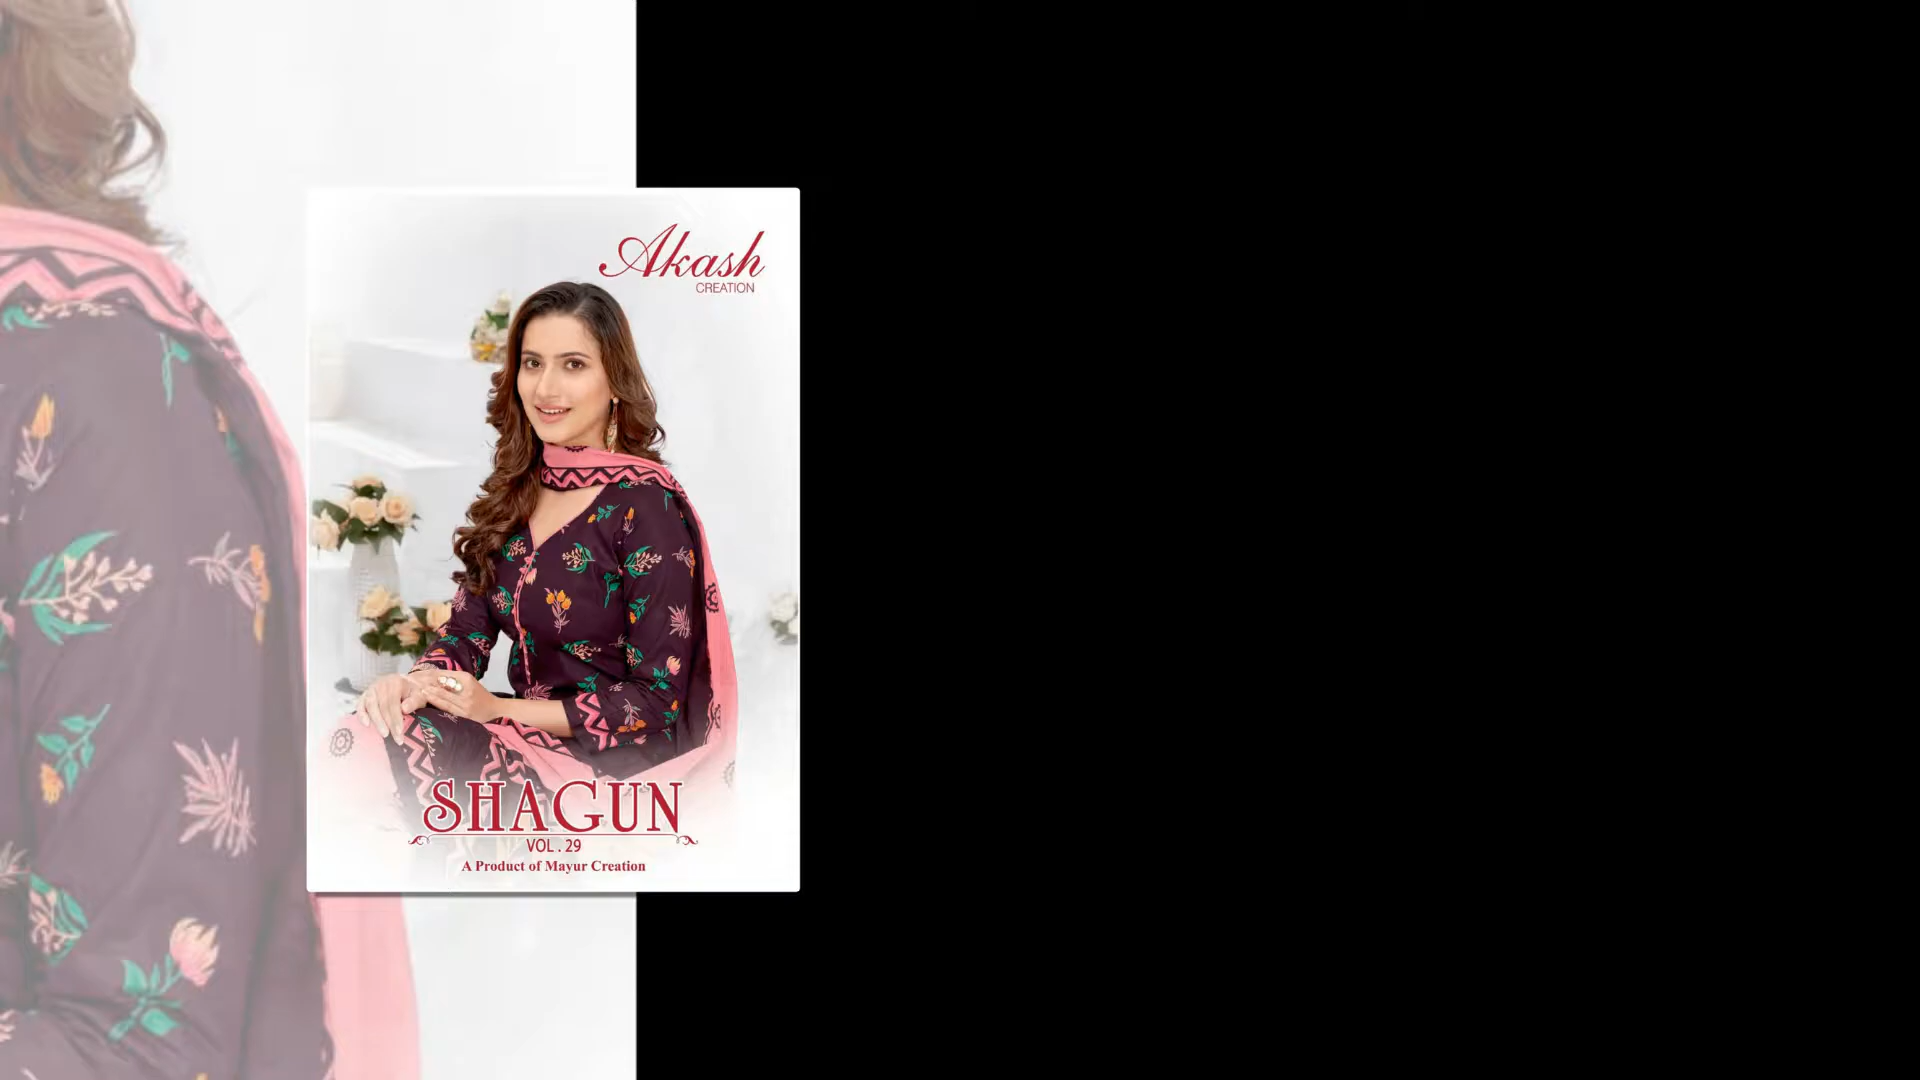 Akash
CREATION
SHAGUN
VOL . 29
A Product of Mayur Creation